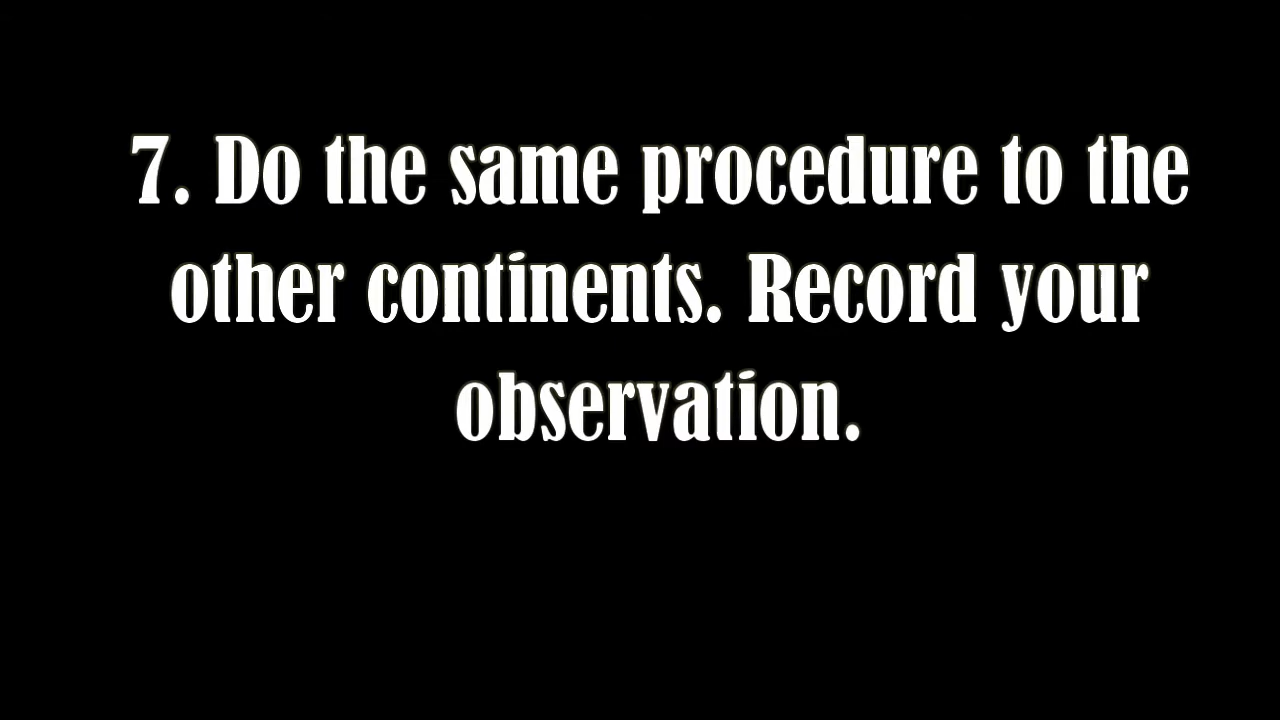 7. Do the same procedure to the
other continents. Record your
observation.